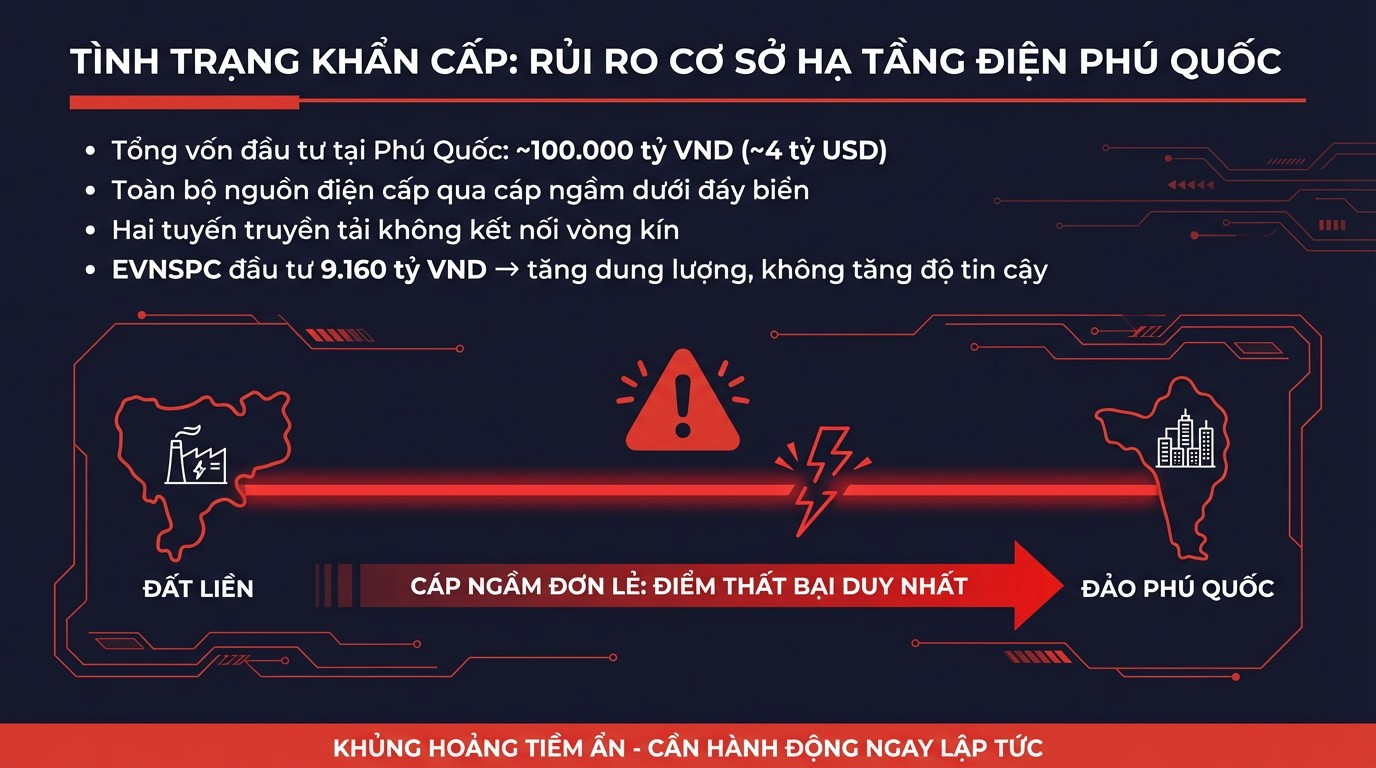 TÌNH TRẠNG KHẨN CẤP: RỦI RO CƠ SỞ HẠ TẦNG ĐIỆN PHÚ QUỐC
• Tổng vốn đầu tư tại Phú Quốc: ~100.000 tỷ VND (~4 tỷ USD)
• Toàn bộ nguồn điện cấp qua cáp ngầm dưới đáy biển
• Hai tuyến truyền tải không kết nối vòng kín
• EVNSPC đầu tư 9.160 tỷ VND → tăng dung lượng, không tăng độ tin cậy
ĐẤT LIỀN
CÁP NGẦM ĐƠN LẺ: ĐIỂM THẤT BẠI DUY NHẤT
ĐẢO PHÚ QUỐC
KHỦNG HOẢNG TIỀM ẨN - CẦN HÀNH ĐỘNG NGAY LẬP TỨC